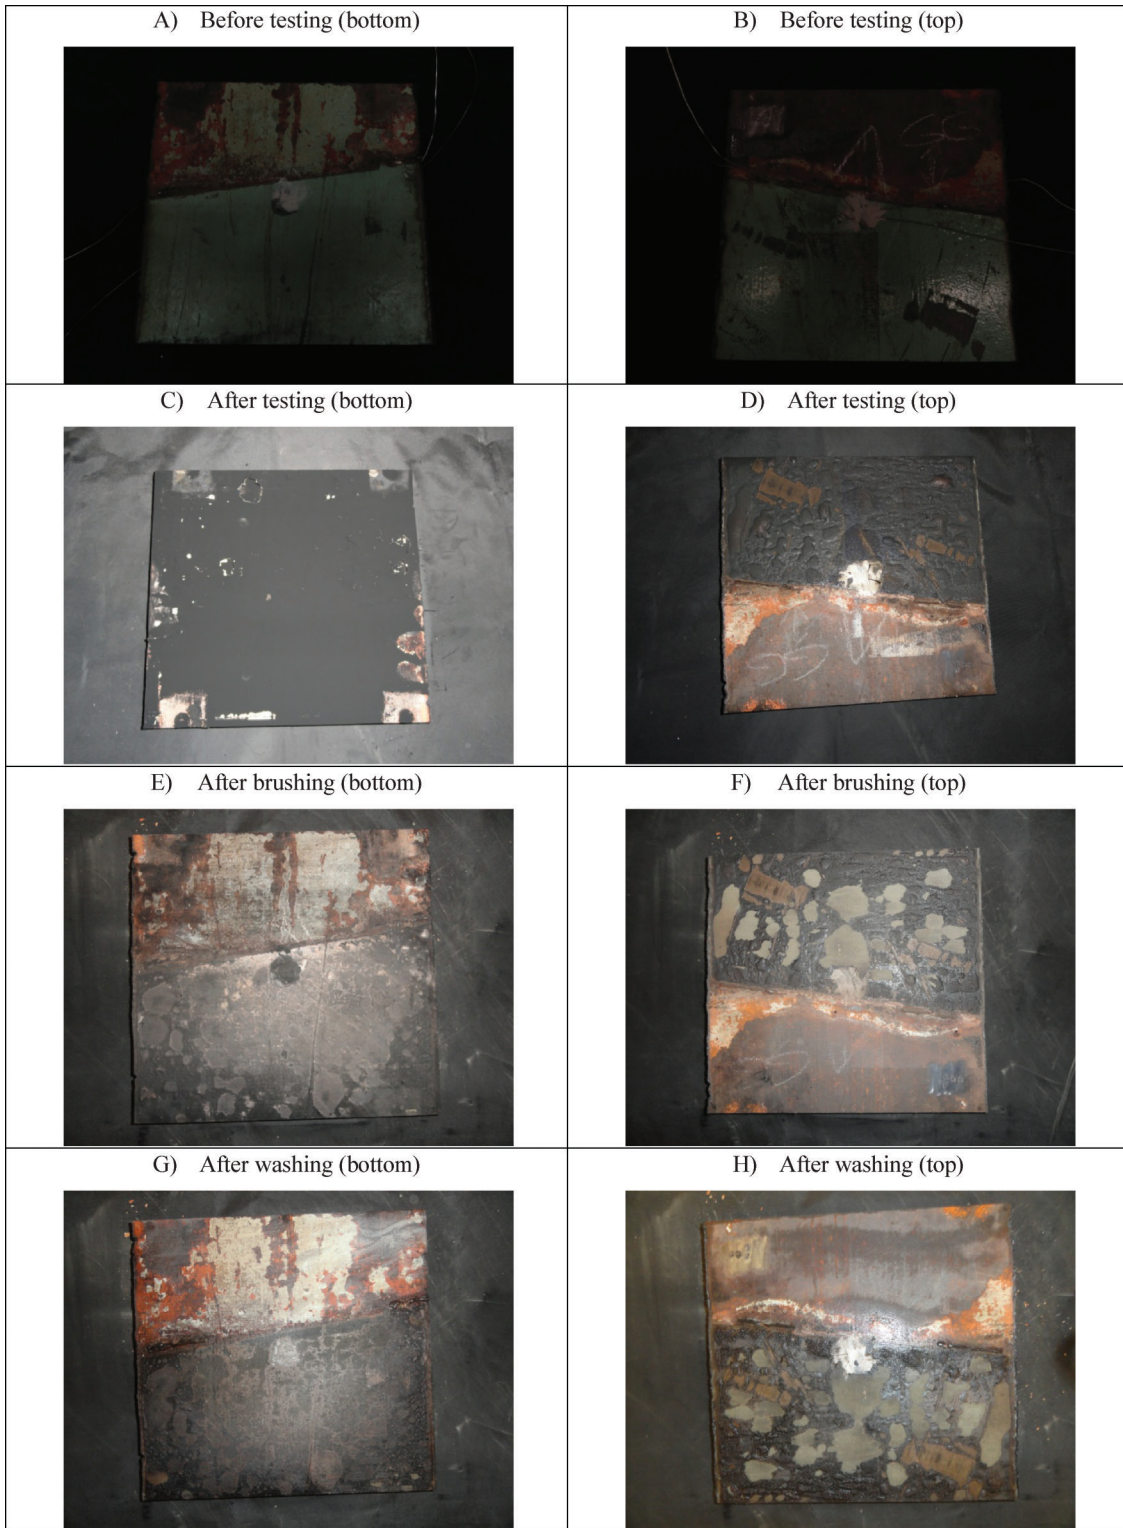 A) Before testing (bottom)
B) Before testing (top)
C) After testing (bottom)
D) After testing (top)
E) After brushing (bottom)
F) After brushing (top)
G) After washing (bottom)
H) After washing (top)